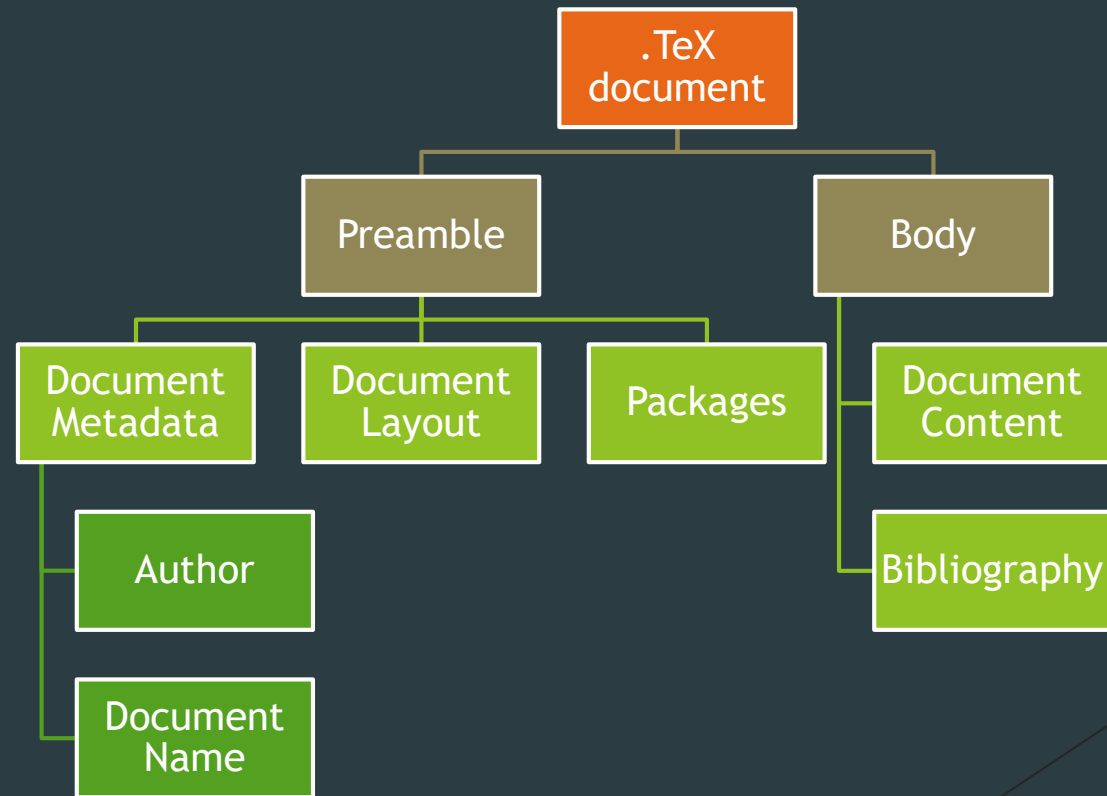 .TeX
document
Preamble
Body
Document
Metadata
Document
Layout
Packages
Document
Content
Author
Bibliography
Document
Name